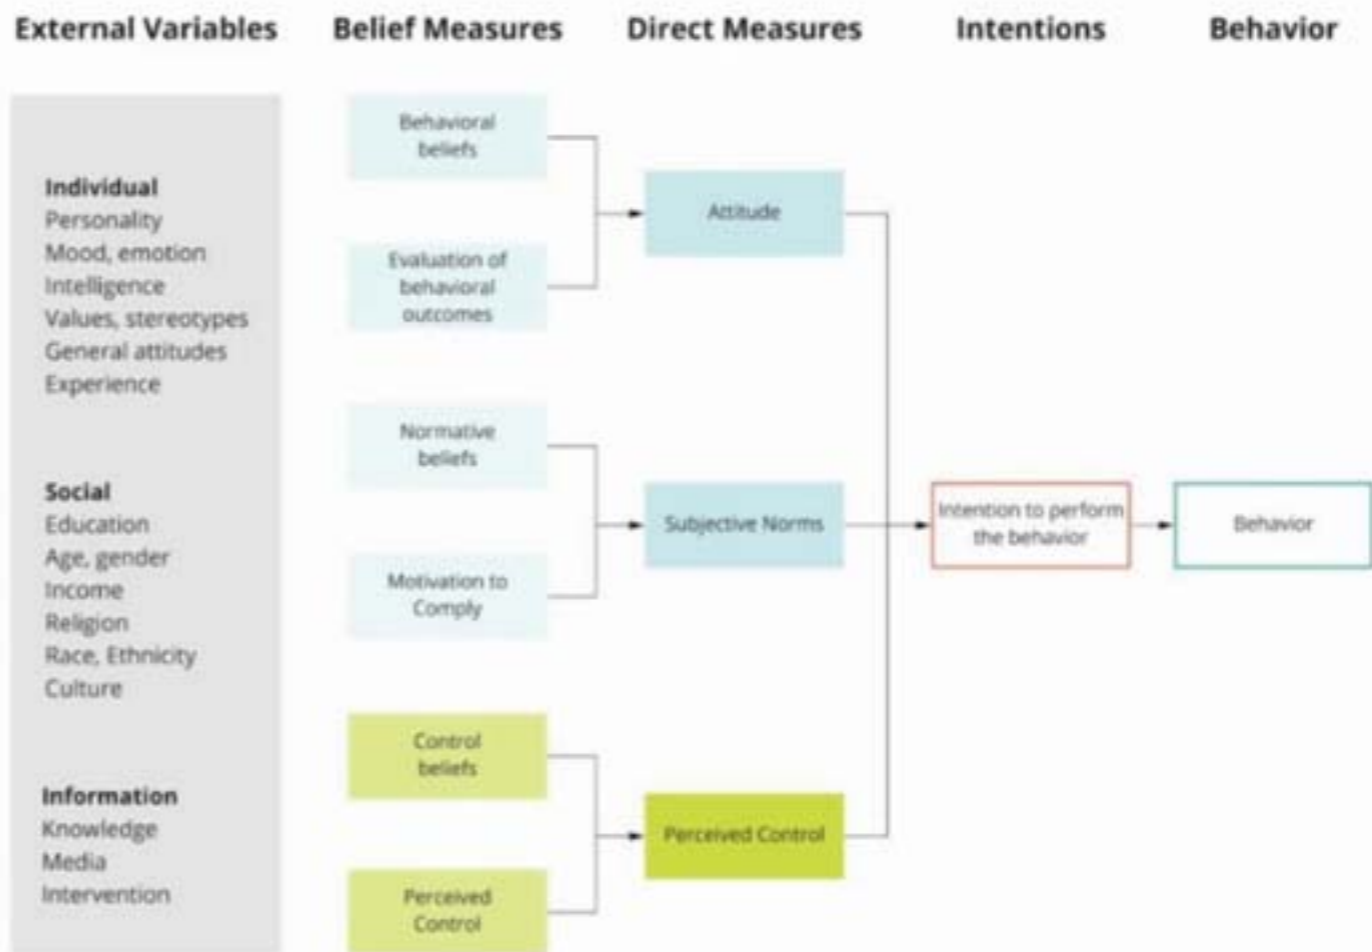 External Variables
Belief Measures
Direct Measures
Intentions
Behavior
Individual
Personality
Mood, emotion
Intelligence
Values, stereotypes
General attitudes
Experience
Social
Education
Age, gender
Income
Religion
Race, Ethnicity
Culture
Information
Knowledge
Media
Intervention
Behavioral
beliefs
Evaluation of
behavioral
outcomes
Normative
beliefs
Motivation to
Comply
Control
beliefs
Perceived
Control
Attitude
Subjective Norms
Perceived Control
Intention to perform
the behavior
Behavior